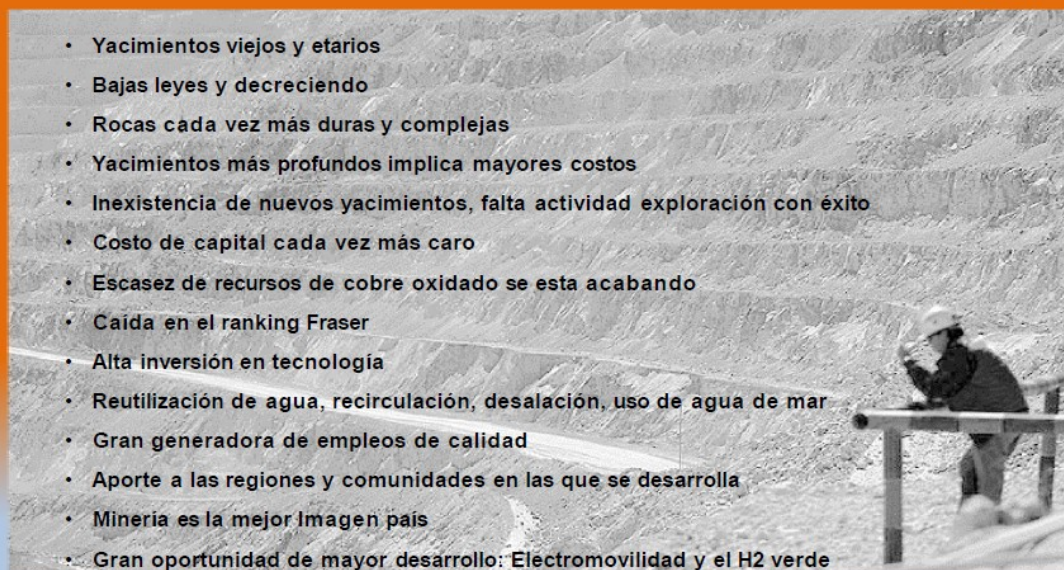 • Yacimientos viejos y etarios
• Bajas leyes y decreciendo
• Rocas cada vez más duras y complejas
• Yacimientos más profundos implica mayores costos
• Inexistencia de nuevos yacimientos, falta actividad exploración con éxito
• Costo de capital cada vez más caro
• Escasez de recursos de cobre oxidado se esta acabando
• Caída en el ranking Fraser
• Alta inversión en tecnología
• Reutilización de agua, recirculación, desalación, uso de agua de mar
• Gran generadora de empleos de calidad
• Aporte a las regiones y comunidades en las que se desarrolla
• Minería es la mejor Imagen país
• Gran oportunidad de mayor desarrollo: Electromovilidad y el H2 verde